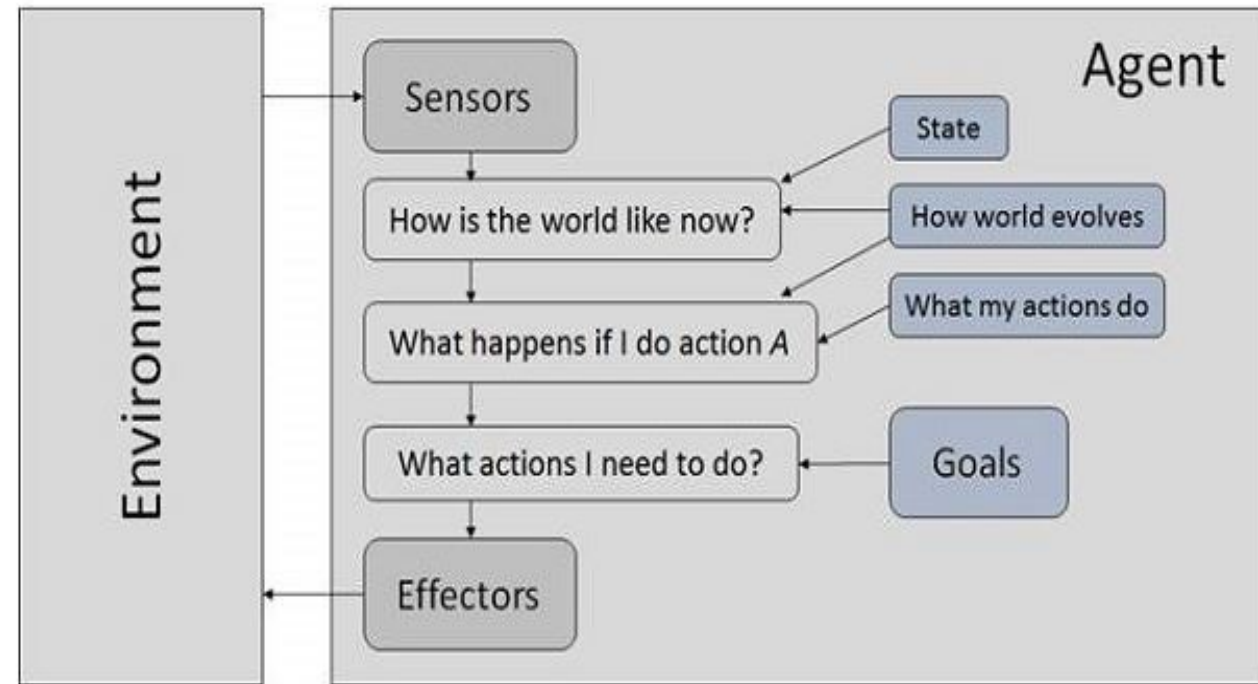 Environment
Agent
Sensors
State
How is the world like now?
How world evolves
What my actions do
What happens if I do action A
What actions I need to do?
Goals
Effectors